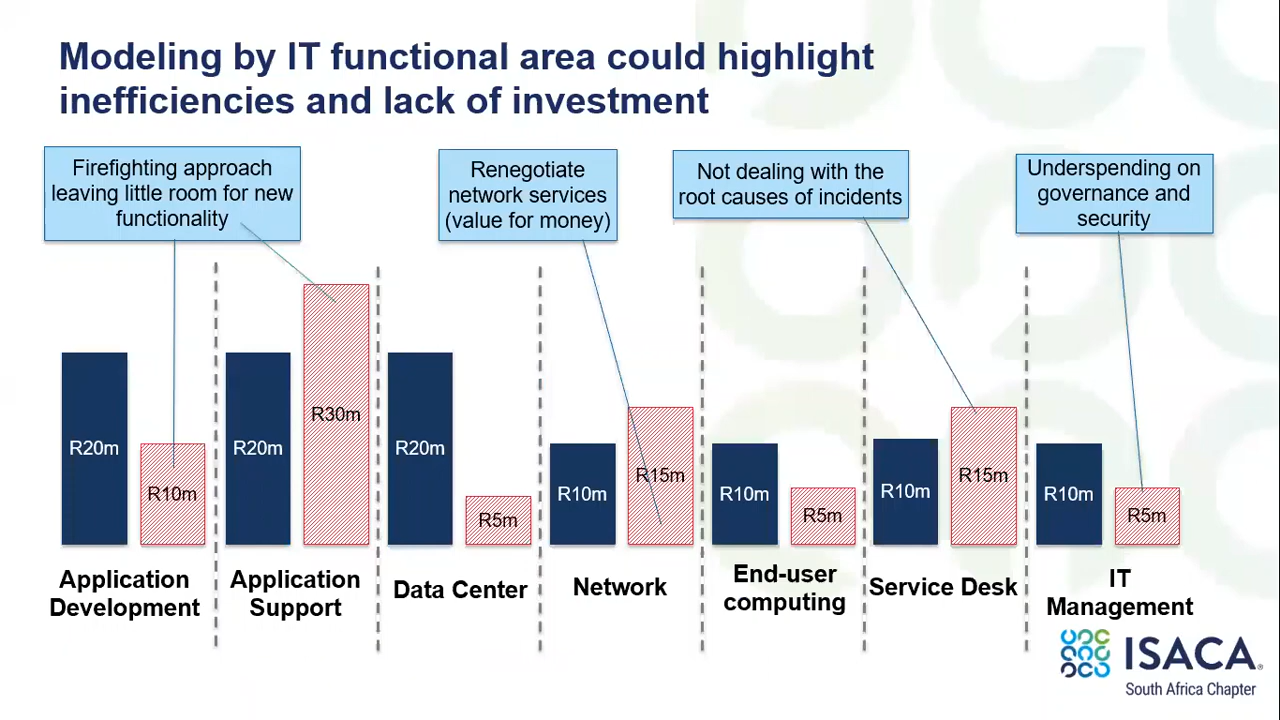 Modeling by IT functional area could highlight
inefficiencies and lack of investment
Firefighting approach
leaving little room for new
functionality
Renegotiate
network services
(value for money)
Not dealing with the
root causes of incidents
Underspending on
governance and
security
R20m
R10m
R20m
R30m
R20m
R5m
R10m
R15m
R10m
R5m
R10m
R15m
R10m
R5m
Application
Development
Application
Support
Data Center
Network
End-user
computing
Service Desk
IT
Management
ISACA®
South Africa Chapter